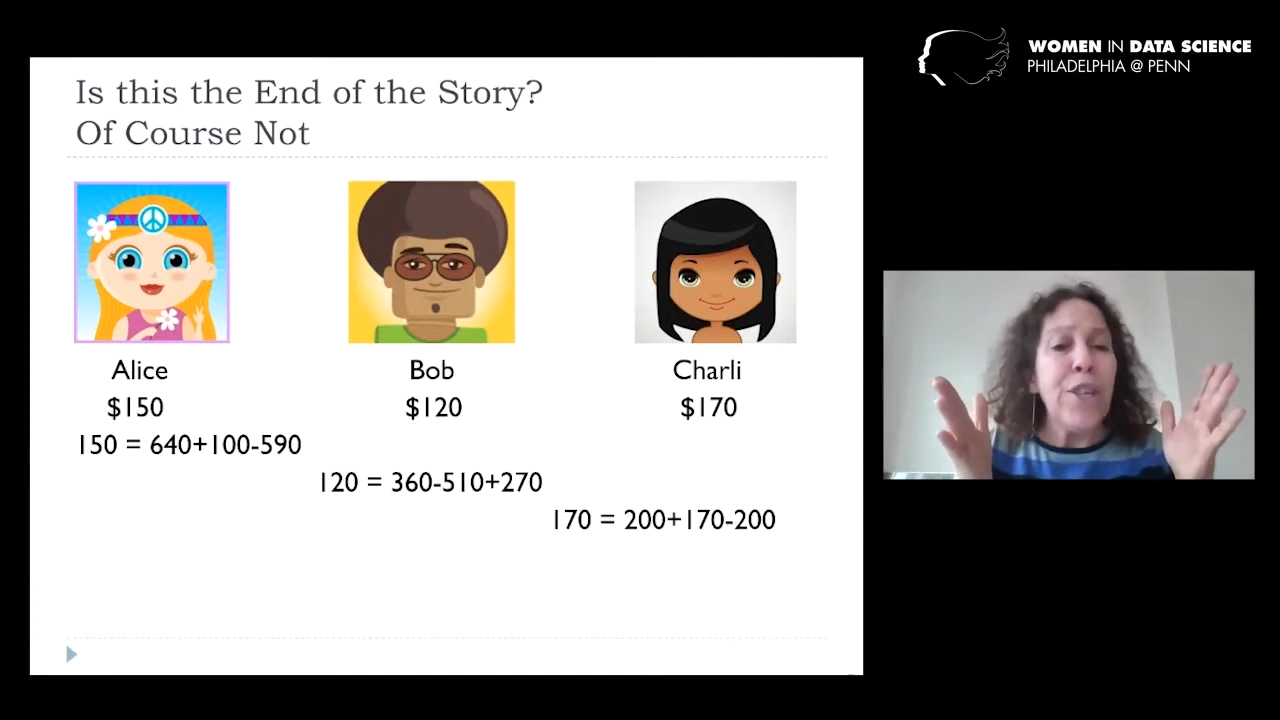 WOMEN IN DATA SCIENCE
PHILADELPHIA @ PENN
Is this the End of the Story?
Of Course Not
Alice
Bob
Charli
$150
$120
$170
150 = 640+100-590
120 = 360-510+270
170 = 200+170-200